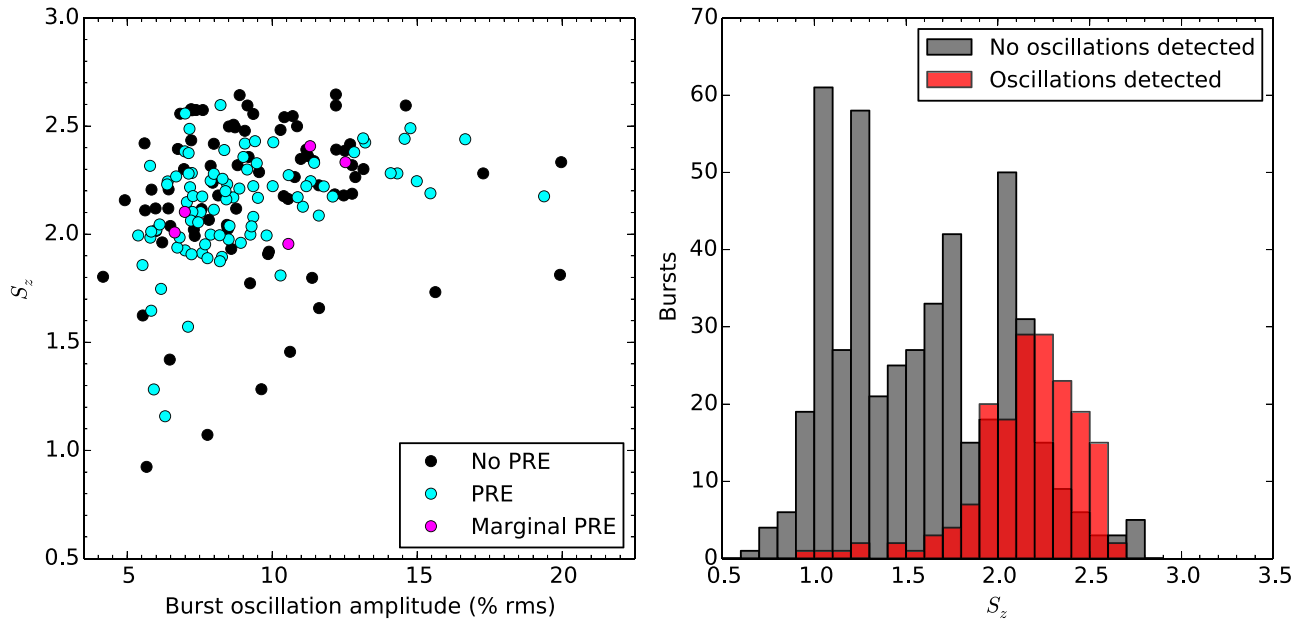 3.0
2.5
2.0
1.5
1.0
0.5
S_z
5
10
15
20
Burst oscillation amplitude (% rms)
No PRE
PRE
Marginal PRE
70
60
50
40
30
20
10
0
Bursts
0.5
1.0
1.5
2.0
2.5
3.0
3.5
S_z
No oscillations detected
Oscillations detected